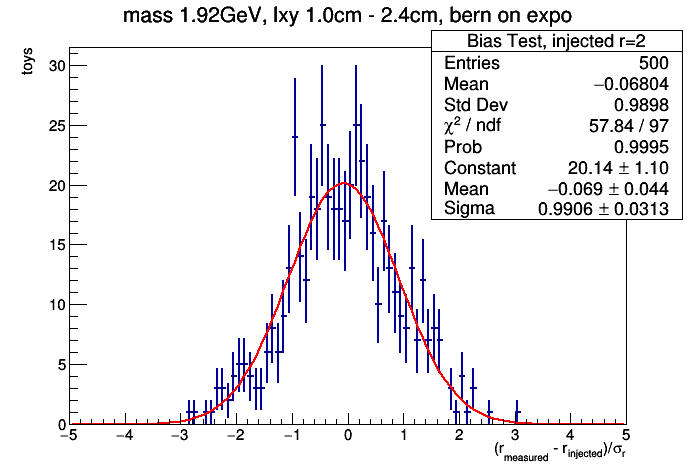 mass 1.92GeV, lxy 1.0cm - 2.4cm, bern on expo
Bias Test, injected r=2
Entries 500
Mean −0.06804
Std Dev 0.9898
χ² / ndf 57.84 / 97
Prob 0.9995
Constant 20.14 ± 1.10
Mean −0.069 ± 0.044
Sigma 0.9906 ± 0.0313
toys
30
25
20
15
10
5
0
−5 −4 −3 −2 −1 0 1 2 3 4 5
(r_measured - r_injected)/σ_r